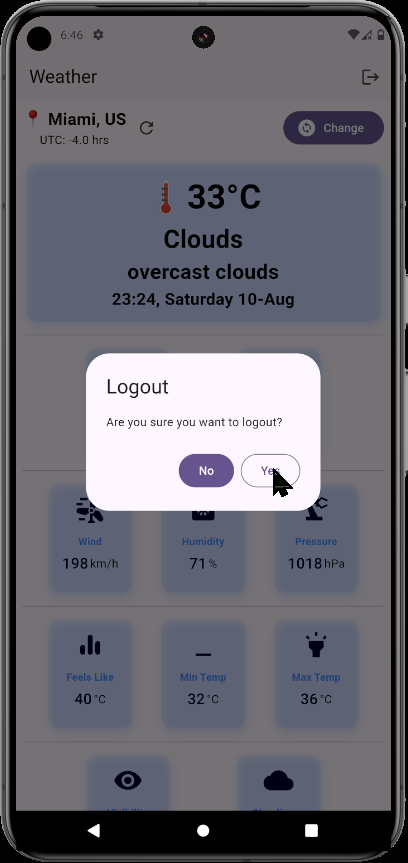 6:46
Weather
Miami, US
UTC: -4.0 hrs
Change
33°C
Clouds
overcast clouds
23:24, Saturday 10-Aug
Logout
Are you sure you want to logout?
No Yes
Wind Humidity Pressure
198 km/h 71 % 1018 hPa
Feels Like Min Temp Max Temp
40 °C 32 °C 36 °C